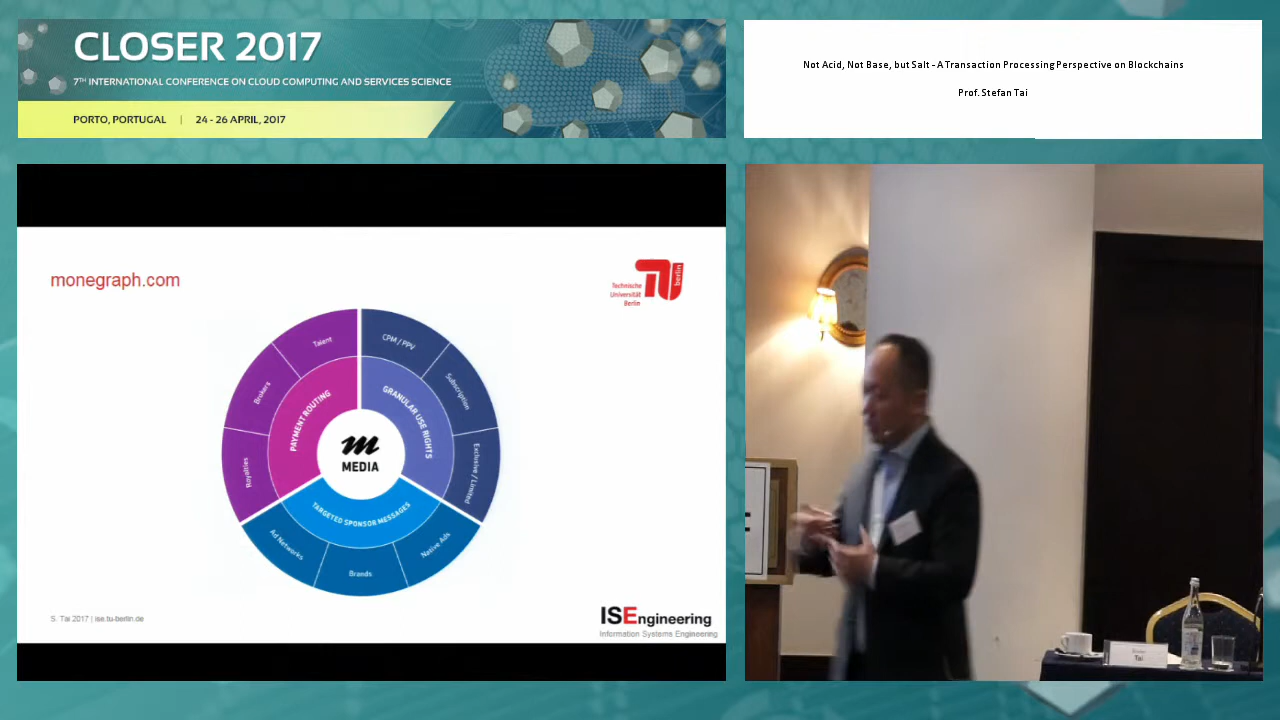 CLOSER 2017
7TH INTERNATIONAL CONFERENCE ON CLOUD COMPUTING AND SERVICES SCIENCE
PORTO, PORTUGAL | 24 - 26 APRIL, 2017
Not Acid, Not Base, but Salt - A Transaction Processing Perspective on Blockchains
Prof. Stefan Tai
monegraph.com
Technische
Universität
Berlin
berlin
Talent
CPM / PPV
Brokers
Subscription
PAYMENT ROUTING
GRANULAR USE RIGHTS
m
MEDIA
Royalties
Exclusive / Limited
TARGETED SPONSOR MESSAGES
Ad Networks
Brands
Native Ads
S. Tai 2017 | ise.tu-berlin.de
ISEngineering
Information Systems Engineering
Tai